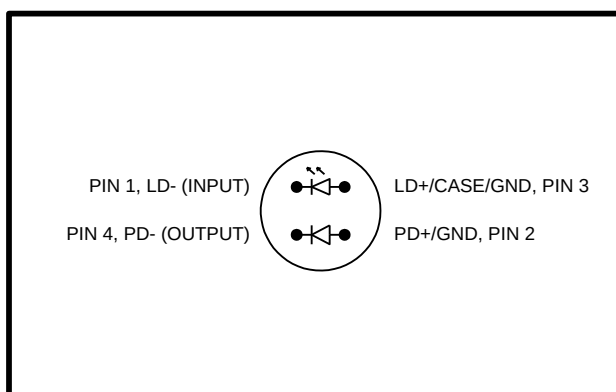 PIN 1, LD- (INPUT)
LD+/CASE/GND, PIN 3
PIN 4, PD- (OUTPUT)
PD+/GND, PIN 2